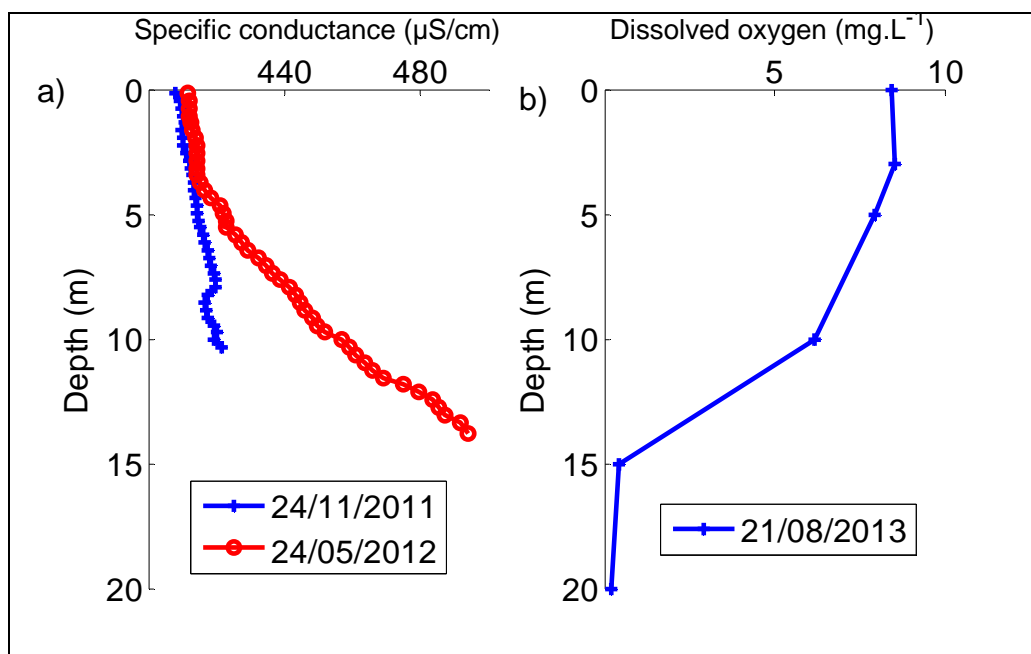 Specific conductance (µS/cm)
440 480
a)
0
5
10
15
20
Depth (m)
24/11/2011
24/05/2012
Dissolved oxygen (mg.L-1)
5 10
b)
0
5
10
15
20
Depth (m)
21/08/2013